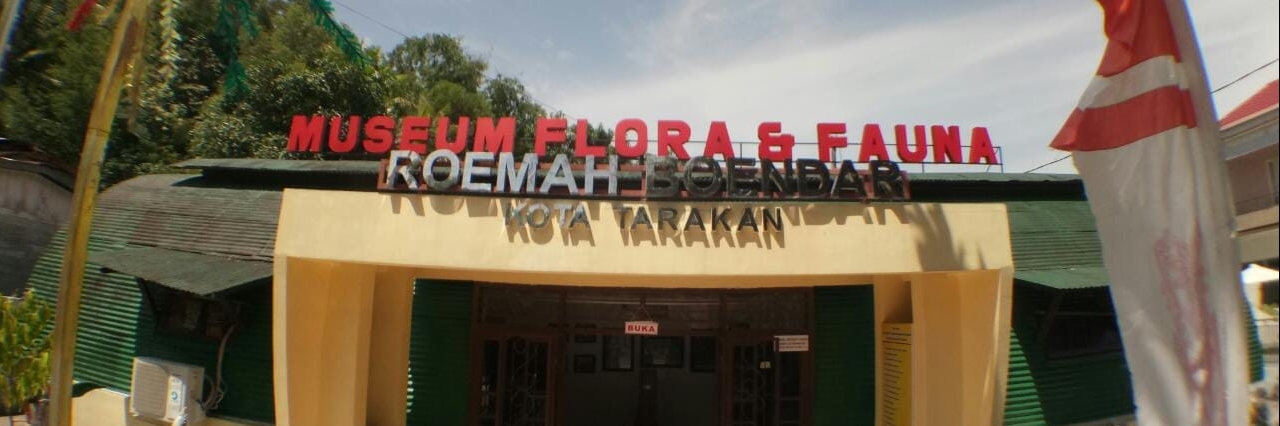 MUSEUM FLORA & FAUNA
ROEMAH BOENDAR
KOTA TARAKAN
BUKA